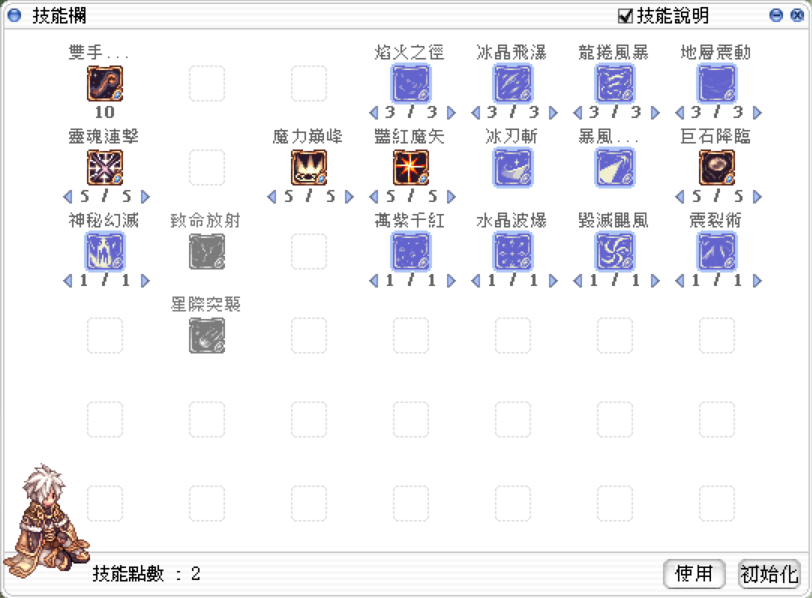 技能欄 技能說明
雙手... 焰火之徑 冰晶飛瀑 龍捲風暴 地層震動
10 3 / 3 3 / 3 3 / 3 3 / 3
靈魂連擊 魔力巔峰 豔紅魔矢 冰刃斬 暴風... 巨石降臨
5 / 5 5 / 5 5 / 5 5 / 5
神秘幻滅 致命放射 萬紫千紅 水晶波爆 毀滅颶風 震裂術
1 / 1 1 / 1 1 / 1 1 / 1 1 / 1
星際突襲
技能點數 : 2 使用 初始化